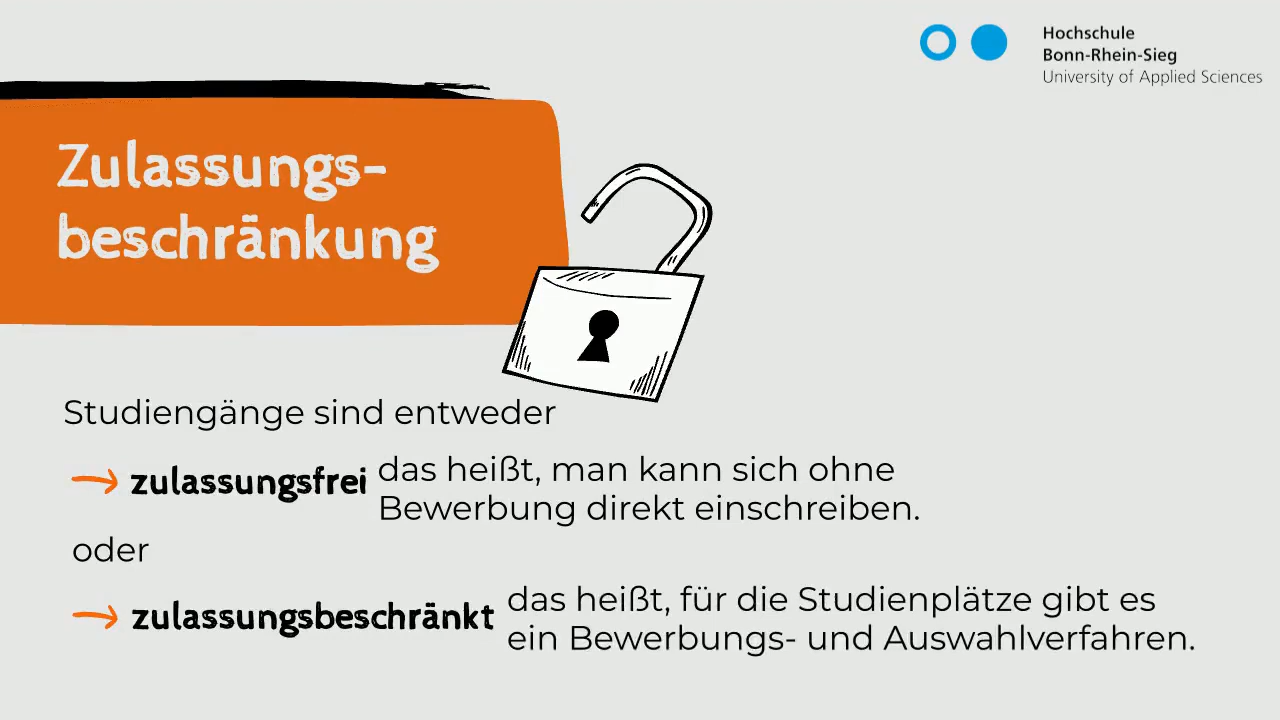 Hochschule
Bonn-Rhein-Sieg
University of Applied Sciences
Zulassungs-
beschränkung
Studiengänge sind entweder
zulassungsfrei das heißt, man kann sich ohne
Bewerbung direkt einschreiben.
oder
zulassungsbeschränkt das heißt, für die Studienplätze gibt es
ein Bewerbungs- und Auswahlverfahren.